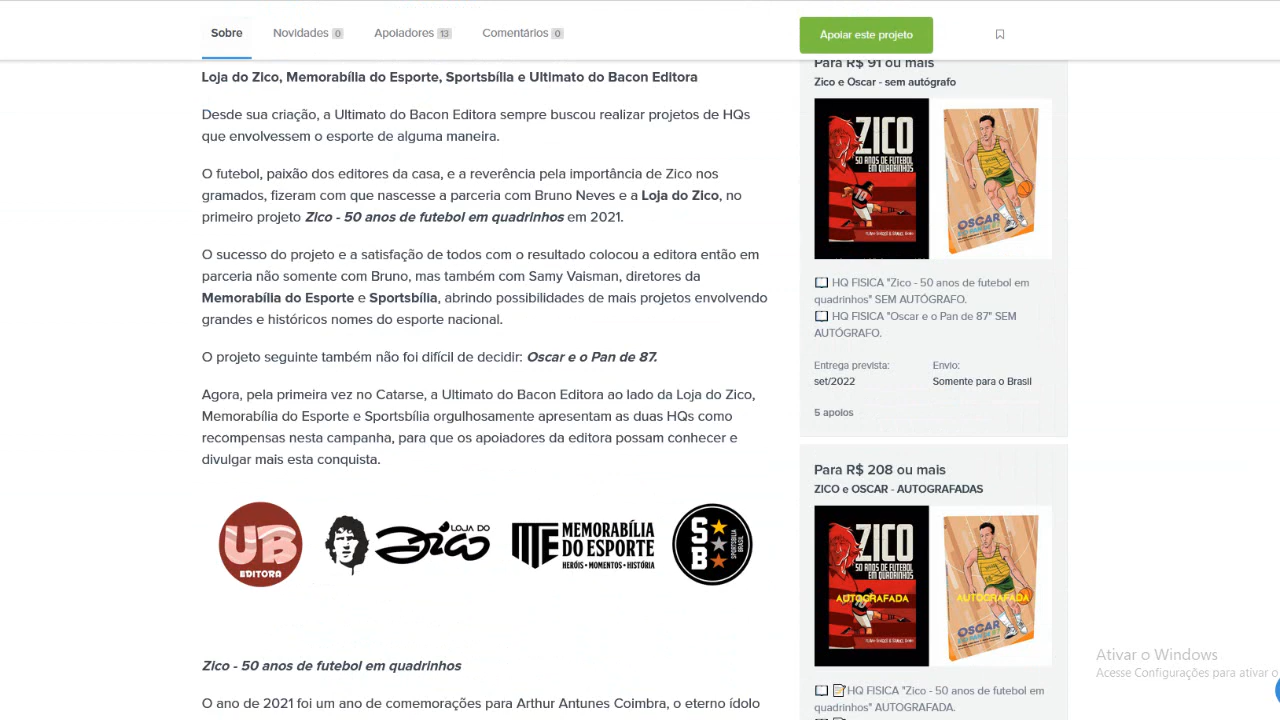 Sobre
Novidades 0
Apoiadores 13
Comentários 0
Apoiar este projeto
Loja do Zico, Memorabília do Esporte, Sportsbília e Ultimato do Bacon Editora
Desde sua criação, a Ultimato do Bacon Editora sempre buscou realizar projetos de HQs
que envolvessem o esporte de alguma maneira.
O futebol, paixão dos editores da casa, e a reverência pela importância de Zico nos
gramados, fizeram com que nascesse a parceria com Bruno Neves e a Loja do Zico, no
primeiro projeto Zico - 50 anos de futebol em quadrinhos em 2021.
O sucesso do projeto e a satisfação de todos com o resultado colocou a editora então em
parceria não somente com Bruno, mas também com Samy Vaisman, diretores da
Memorabília do Esporte e Sportsbília, abrindo possibilidades de mais projetos envolvendo
grandes e históricos nomes do esporte nacional.
O projeto seguinte também não foi difícil de decidir: Oscar e o Pan de 87.
Agora, pela primeira vez no Catarse, a Ultimato do Bacon Editora ao lado da Loja do Zico,
Memorabília do Esporte e Sportsbília orgulhosamente apresentam as duas HQs como
recompensas nesta campanha, para que os apoiadores da editora possam conhecer e
divulgar mais esta conquista.
UB
EDITORA
LOJA DO
Zico
ME MEMORABÍLIA
DO ESPORTE
HERÓIS • MOMENTOS • HISTÓRIA
SB
SPORTSBILIA
BRASIL
Zico - 50 anos de futebol em quadrinhos
O ano de 2021 foi um ano de comemorações para Arthur Antunes Coimbra, o eterno ídolo
Para R$ 91 ou mais
Zico e Oscar - sem autógrafo
ZICO
50 ANOS DE FUTEBOL
EM QUADRINHOS
10
OSCAR
HQ FISICA "Zico - 50 anos de futebol em
quadrinhos" SEM AUTÓGRAFO.
HQ FISICA "Oscar e o Pan de 87" SEM
AUTÓGRAFO.
Entrega prevista:
set/2022
Envio:
Somente para o Brasil
5 apoios
Para R$ 208 ou mais
ZICO e OSCAR - AUTOGRAFADAS
ZICO
50 ANOS DE FUTEBOL
EM QUADRINHOS
AUTOGRAFADA
AUTOGRAFADA
OSCAR
HQ FISICA "Zico - 50 anos de futebol em
quadrinhos" AUTOGRAFADA.
Ativar o Windows
Acesse Configurações para ativar o